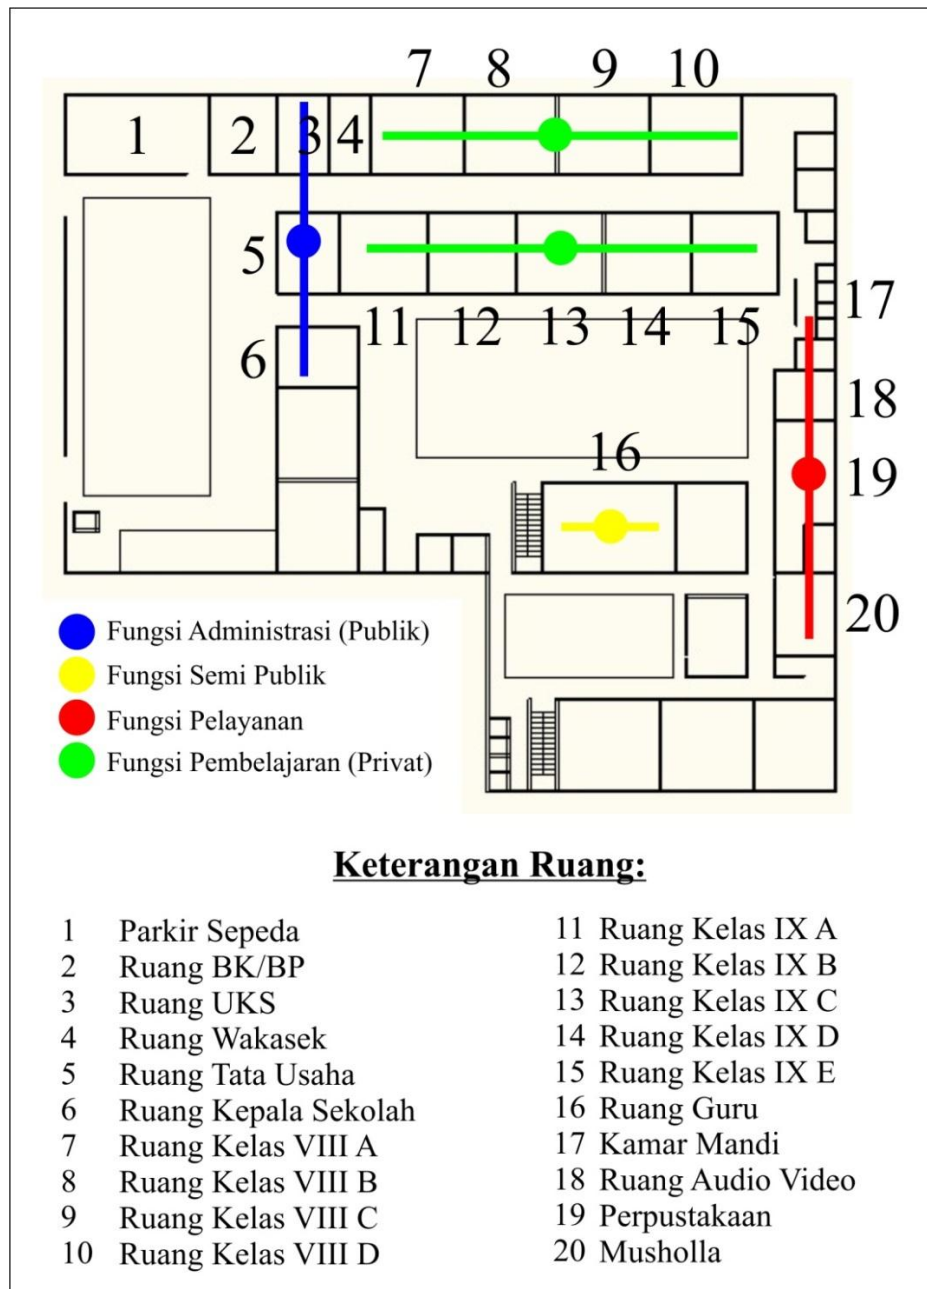 7 8 9 10
1 2 3 4
5
11 12 13 14 15
17
6
18
16
19
20
Fungsi Administrasi (Publik)
Fungsi Semi Publik
Fungsi Pelayanan
Fungsi Pembelajaran (Privat)
Keterangan Ruang:
1 Parkir Sepeda
2 Ruang BK/BP
3 Ruang UKS
4 Ruang Wakasek
5 Ruang Tata Usaha
6 Ruang Kepala Sekolah
7 Ruang Kelas VIII A
8 Ruang Kelas VIII B
9 Ruang Kelas VIII C
10 Ruang Kelas VIII D
11 Ruang Kelas IX A
12 Ruang Kelas IX B
13 Ruang Kelas IX C
14 Ruang Kelas IX D
15 Ruang Kelas IX E
16 Ruang Guru
17 Kamar Mandi
18 Ruang Audio Video
19 Perpustakaan
20 Musholla